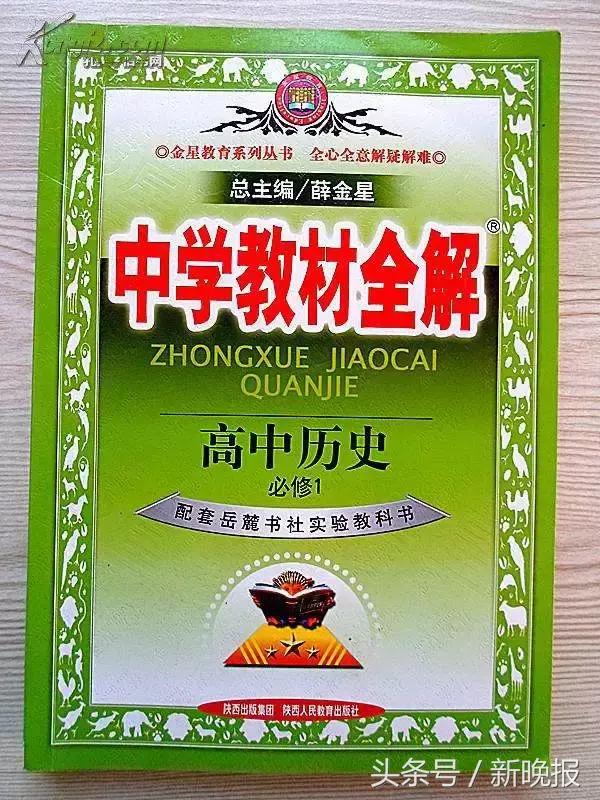 ◎金星教育系列丛书 全心全意解疑解难◎
总主编/薛金星
中学教材全解®
ZHONGXUE JIAOCAI
QUANJIE
高中历史
必修1
配套岳麓书社实验教科书
陕西出版集团 陕西人民教育出版社
头条号／新晚报